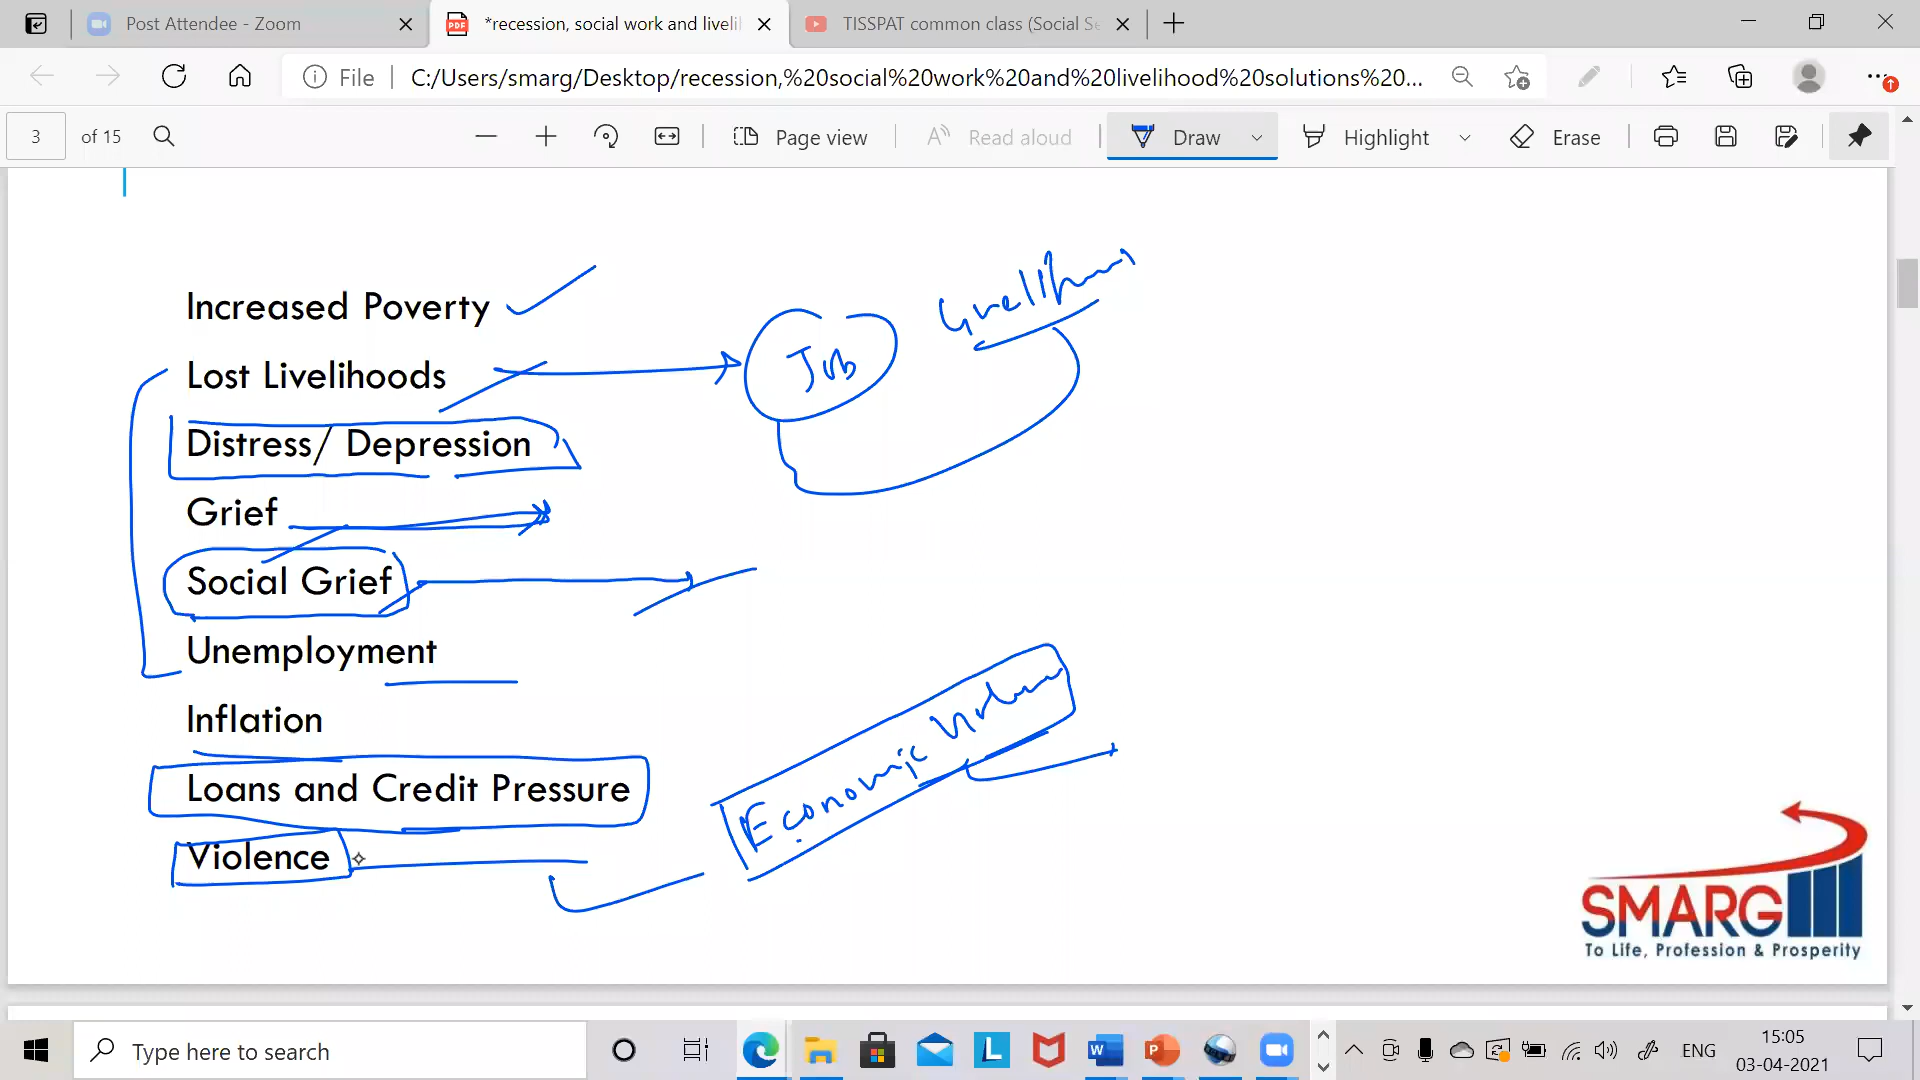 Post Attendee - Zoom
*recession, social work and liveli
TISSPAT common class (Social Se
File
C:/Users/smarg/Desktop/recession,%20social%20work%20and%20livelihood%20solutions%20...
3 of 15
Page view
Read aloud
Draw
Highlight
Erase
Increased Poverty
Lost Livelihoods
Job
Distress/ Depression
Grief
Social Grief
Unemployment
Inflation
Loans and Credit Pressure
Economic
Violence
SMARG
To Life, Profession & Prosperity
Type here to search
ENG
15:05
03-04-2021